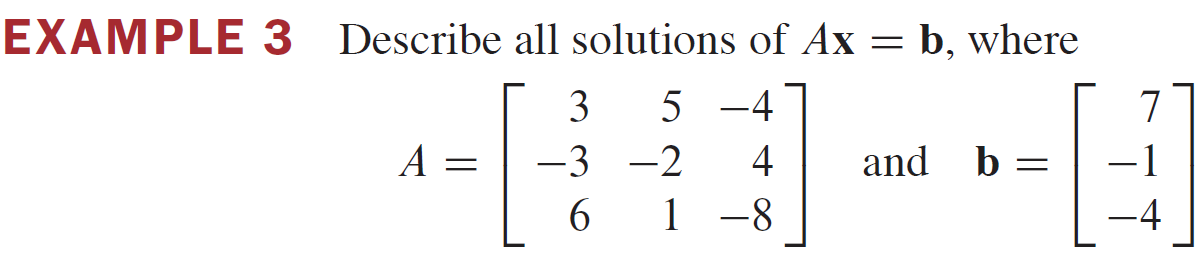 EXAMPLE 3 Describe all solutions of Ax = b, where
3 5 −4 7
A = −3 −2 4 and b = −1
6 1 −8 −4